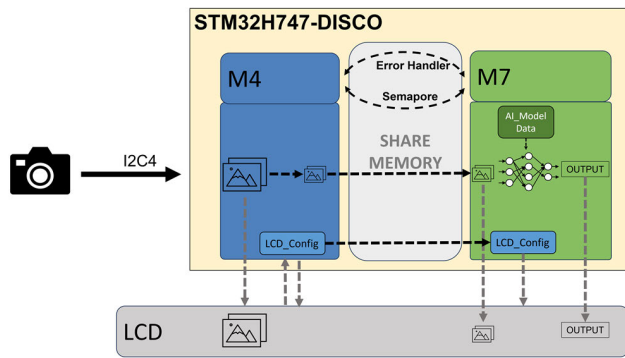 STM32H747-DISCO
M4
Error Handler
Semapore
M7
AI_Model
Data
SHARE
MEMORY
I2C4
OUTPUT
LCD_Config
LCD_Config
LCD
OUTPUT